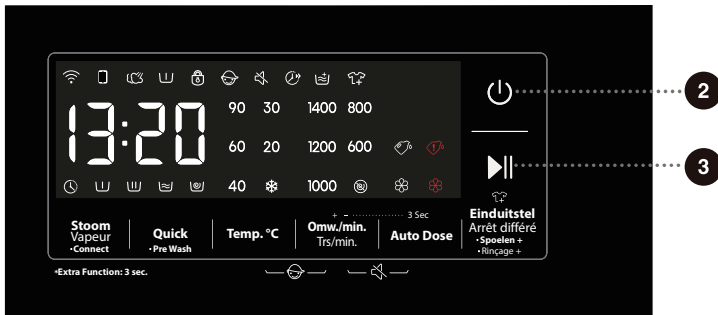 90 30 1400 800
2
13:20
60 20 1200 600
3
40 1000
+ - 3 Sec
Stoom
Vapeur
•Connect
Quick
•Pre Wash
Temp. °C
Omw./min.
Trs/min.
Auto Dose
Einduitstel
Arrêt différé
•Spoelen +
•Rinçage +
*Extra Function: 3 sec.